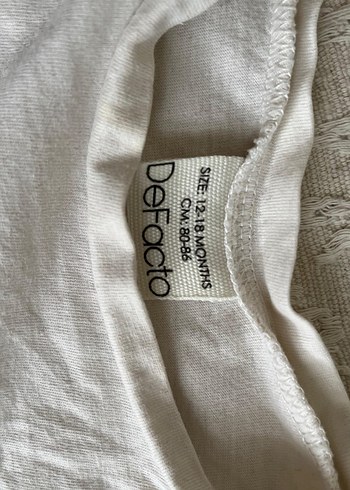 SIZE: 12-18 MONTHS
CM: 80-86
DeFacto